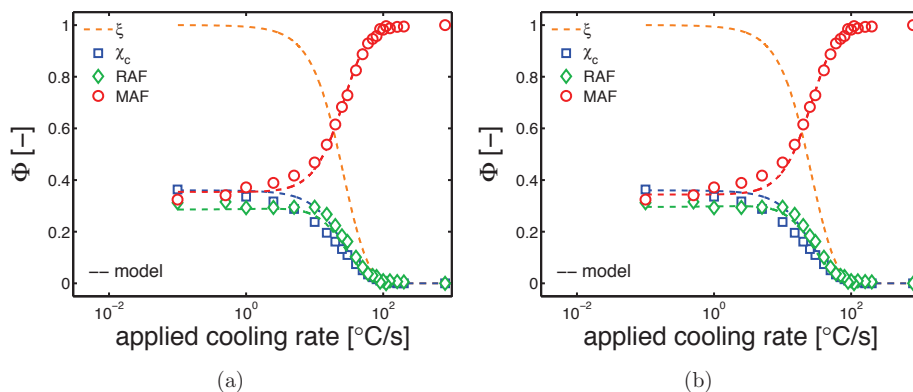 1
0.8
0.6
0.4
0.2
0
Φ [-]
ξ
χc
RAF
MAF
-- model
10⁻² 10⁰ 10²
applied cooling rate [°C/s]
(a)
1
0.8
0.6
0.4
0.2
0
Φ [-]
ξ
χc
RAF
MAF
-- model
10⁻² 10⁰ 10²
applied cooling rate [°C/s]
(b)